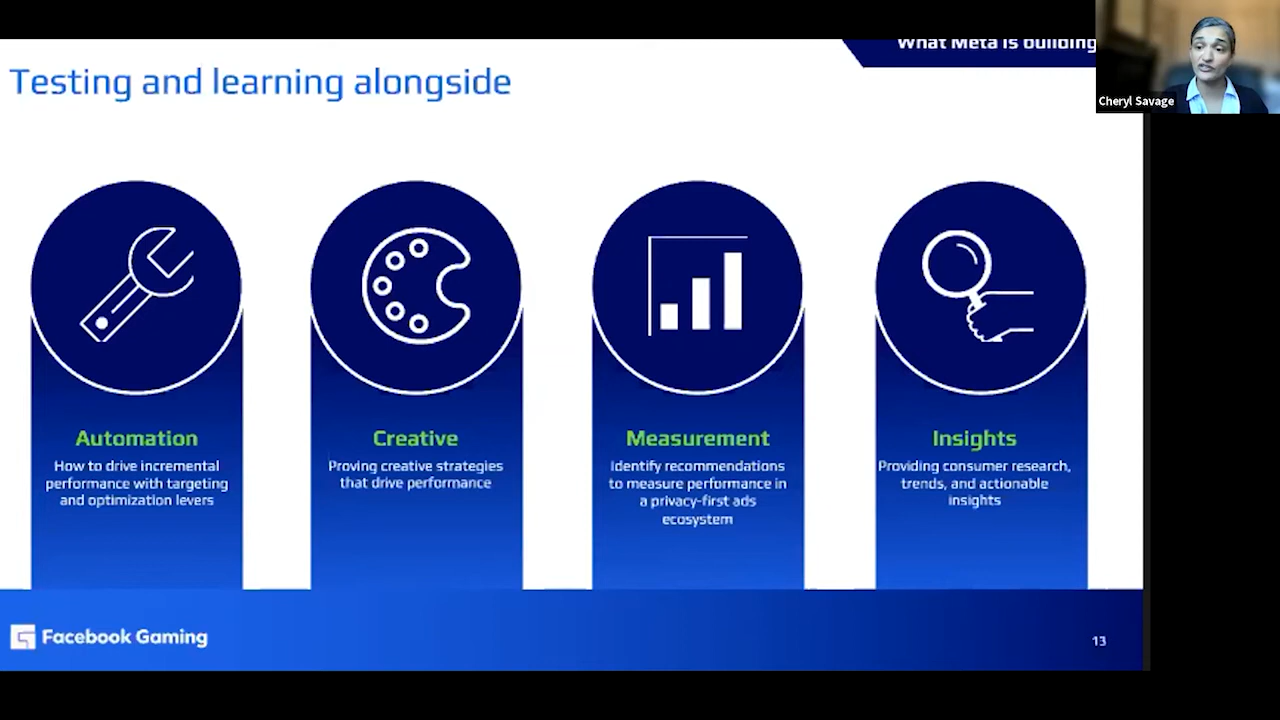 What Meta is building
Testing and learning alongside
Cheryl Savage
Automation
How to drive incremental
performance with targeting
and optimization levers
Creative
Proving creative strategies
that drive performance
Measurement
Identify recommendations
to measure performance in
a privacy-first ads
ecosystem
Insights
Providing consumer research,
trends, and actionable
insights
Facebook Gaming
13